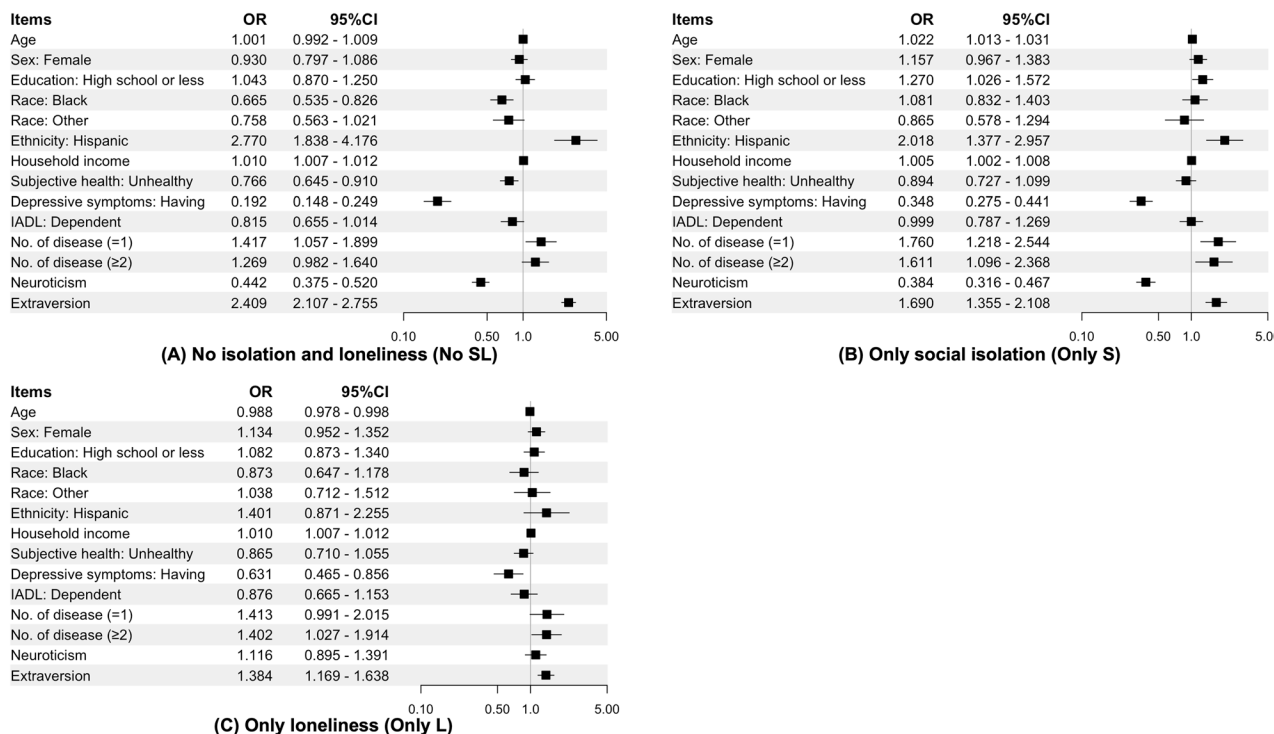 Items OR 95%CI
Age 1.001 0.992 - 1.009
Sex: Female 0.930 0.797 - 1.086
Education: High school or less 1.043 0.870 - 1.250
Race: Black 0.665 0.535 - 0.826
Race: Other 0.758 0.563 - 1.021
Ethnicity: Hispanic 2.770 1.838 - 4.176
Household income 1.010 1.007 - 1.012
Subjective health: Unhealthy 0.766 0.645 - 0.910
Depressive symptoms: Having 0.192 0.148 - 0.249
IADL: Dependent 0.815 0.655 - 1.014
No. of disease (=1) 1.417 1.057 - 1.899
No. of disease (≥2) 1.269 0.982 - 1.640
Neuroticism 0.442 0.375 - 0.520
Extraversion 2.409 2.107 - 2.755
0.10 0.50 1.0 5.00
(A) No isolation and loneliness (No SL)
Items OR 95%CI
Age 1.022 1.013 - 1.031
Sex: Female 1.157 0.967 - 1.383
Education: High school or less 1.270 1.026 - 1.572
Race: Black 1.081 0.832 - 1.403
Race: Other 0.865 0.578 - 1.294
Ethnicity: Hispanic 2.018 1.377 - 2.957
Household income 1.005 1.002 - 1.008
Subjective health: Unhealthy 0.894 0.727 - 1.099
Depressive symptoms: Having 0.348 0.275 - 0.441
IADL: Dependent 0.999 0.787 - 1.269
No. of disease (=1) 1.760 1.218 - 2.544
No. of disease (≥2) 1.611 1.096 - 2.368
Neuroticism 0.384 0.316 - 0.467
Extraversion 1.690 1.355 - 2.108
0.10 0.50 1.0 5.0
(B) Only social isolation (Only S)
Items OR 95%CI
Age 0.988 0.978 - 0.998
Sex: Female 1.134 0.952 - 1.352
Education: High school or less 1.082 0.873 - 1.340
Race: Black 0.873 0.647 - 1.178
Race: Other 1.038 0.712 - 1.512
Ethnicity: Hispanic 1.401 0.871 - 2.255
Household income 1.010 1.007 - 1.012
Subjective health: Unhealthy 0.865 0.710 - 1.055
Depressive symptoms: Having 0.631 0.465 - 0.856
IADL: Dependent 0.876 0.665 - 1.153
No. of disease (=1) 1.413 0.991 - 2.015
No. of disease (≥2) 1.402 1.027 - 1.914
Neuroticism 1.116 0.895 - 1.391
Extraversion 1.384 1.169 - 1.638
0.10 0.50 1.0 5.00
(C) Only loneliness (Only L)